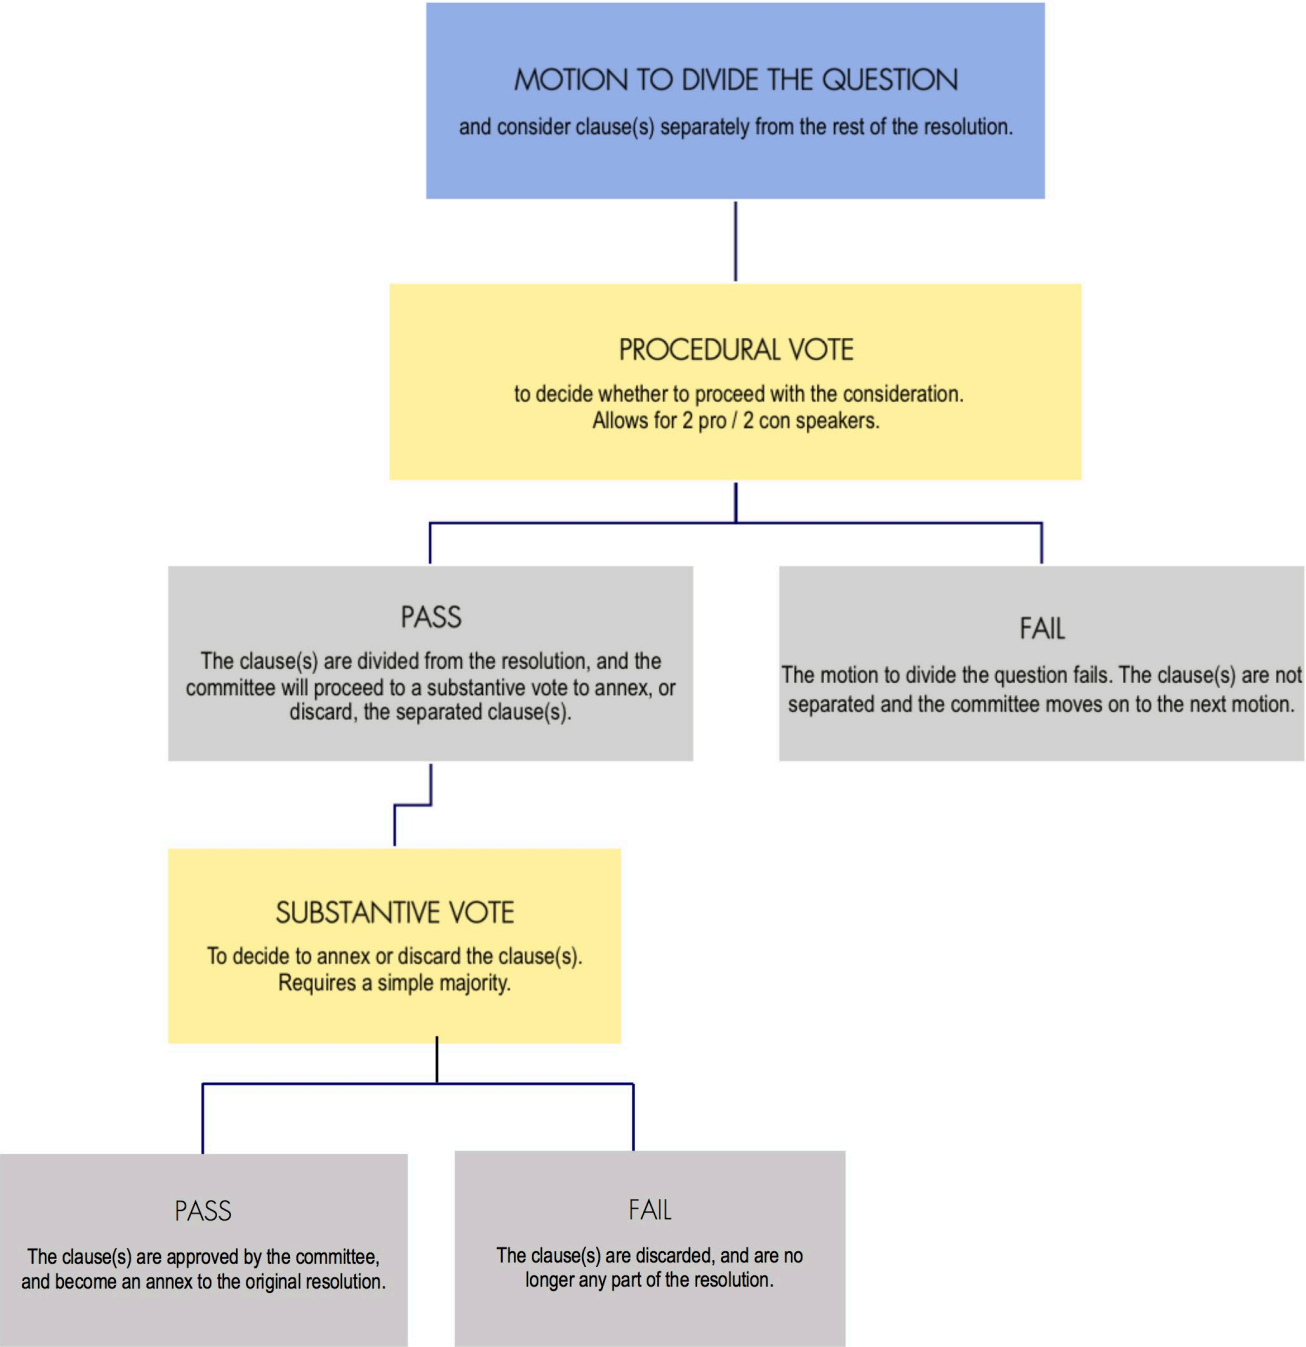 MOTION TO DIVIDE THE QUESTION
and consider clause(s) separately from the rest of the resolution.
PROCEDURAL VOTE
to decide whether to proceed with the consideration.
Allows for 2 pro / 2 con speakers.
PASS
The clause(s) are divided from the resolution, and the
committee will proceed to a substantive vote to annex, or
discard, the separated clause(s).
FAIL
The motion to divide the question fails. The clause(s) are not
separated and the committee moves on to the next motion.
SUBSTANTIVE VOTE
To decide to annex or discard the clause(s).
Requires a simple majority.
PASS
The clause(s) are approved by the committee,
and become an annex to the original resolution.
FAIL
The clause(s) are discarded, and are no
longer any part of the resolution.